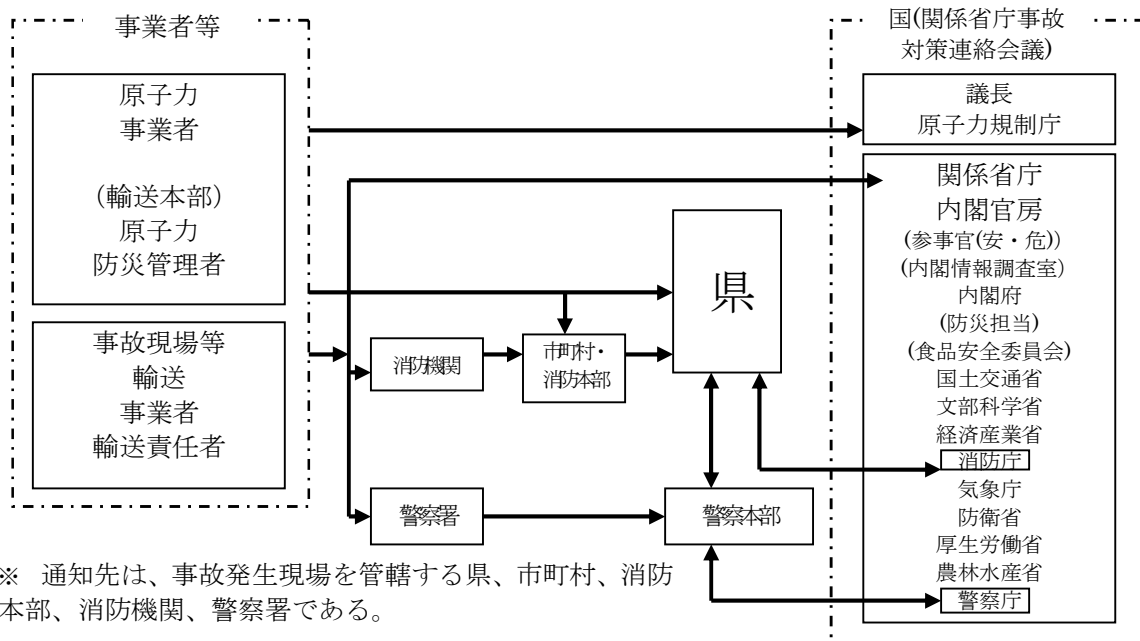 事業者等
原子力
事業者
(輸送本部)
原子力
防災管理者
事故現場等
輸送
事業者
輸送責任者
消防機関
市町村・
消防本部
県
警察署
警察本部
国(関係省庁事故
対策連絡会議)
議長
原子力規制庁
関係省庁
内閣官房
(参事官(安・危))
(内閣情報調査室)
内閣府
(防災担当)
(食品安全委員会)
国土交通省
文部科学省
経済産業省
消防庁
気象庁
防衛省
厚生労働省
農林水産省
警察庁
※ 通知先は、事故発生現場を管轄する県、市町村、消防
本部、消防機関、警察署である。